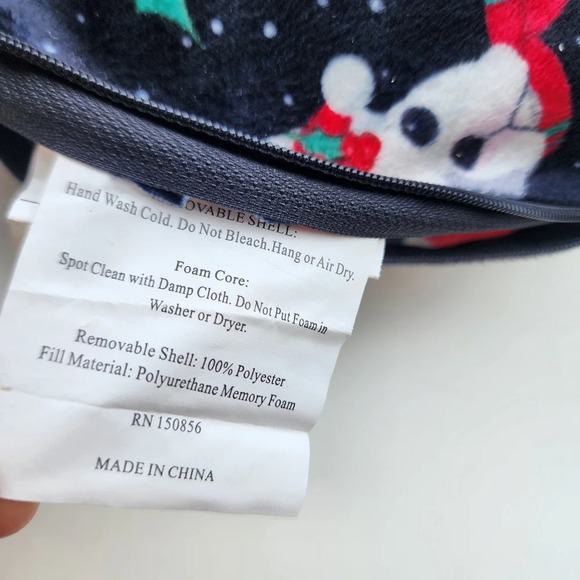 OVABLE SHELL:
Hand Wash Cold. Do Not Bleach.Hang or Air Dry.
Foam Core:
Spot Clean with Damp Cloth. Do Not Put Foam in
Washer or Dryer.
Removable Shell: 100% Polyester
Fill Material: Polyurethane Memory Foam
RN 150856
MADE IN CHINA